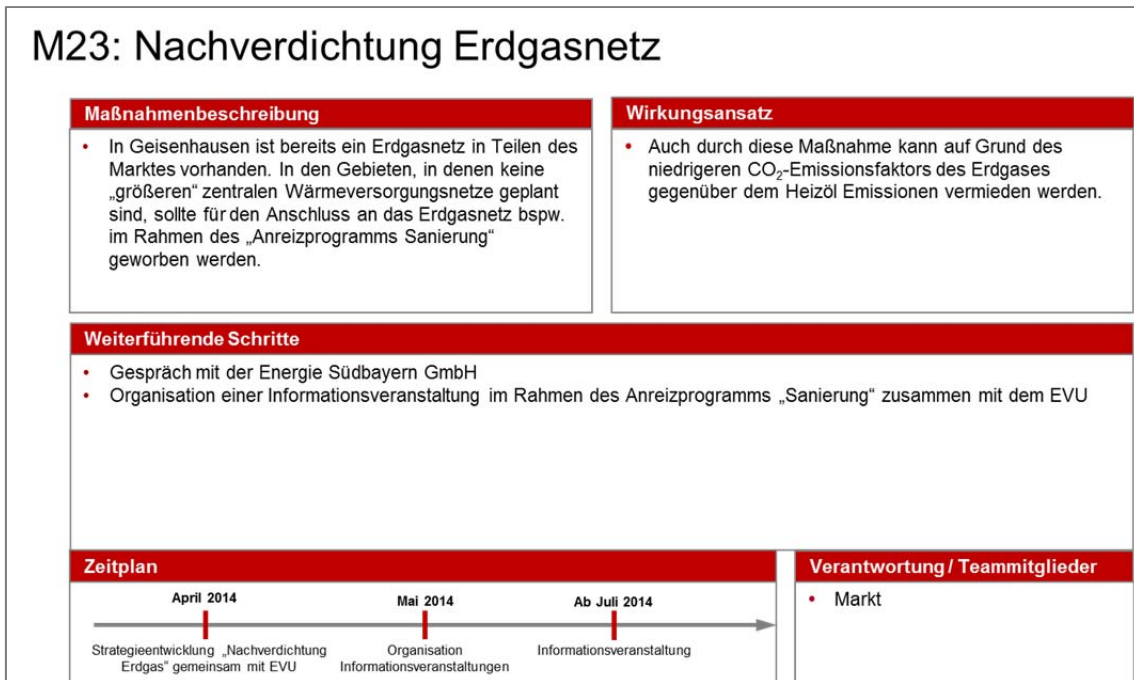 M23: Nachverdichtung Erdgasnetz
Maßnahmenbeschreibung
• In Geisenhausen ist bereits ein Erdgasnetz in Teilen des
Marktes vorhanden. In den Gebieten, in denen keine
„größeren“ zentralen Wärmeversorgungsnetze geplant
sind, sollte für den Anschluss an das Erdgasnetz bspw.
im Rahmen des „Anreizprogramms Sanierung“
geworben werden.
Wirkungsansatz
• Auch durch diese Maßnahme kann auf Grund des
niedrigeren CO₂-Emissionsfaktors des Erdgases
gegenüber dem Heizöl Emissionen vermieden werden.
Weiterführende Schritte
• Gespräch mit der Energie Südbayern GmbH
• Organisation einer Informationsveranstaltung im Rahmen des Anreizprogramms „Sanierung“ zusammen mit dem EVU
Zeitplan
April 2014
Strategieentwicklung „Nachverdichtung
Erdgas“ gemeinsam mit EVU
Mai 2014
Organisation
Informationsveranstaltungen
Ab Juli 2014
Informationsveranstaltung
Verantwortung / Teammitglieder
• Markt